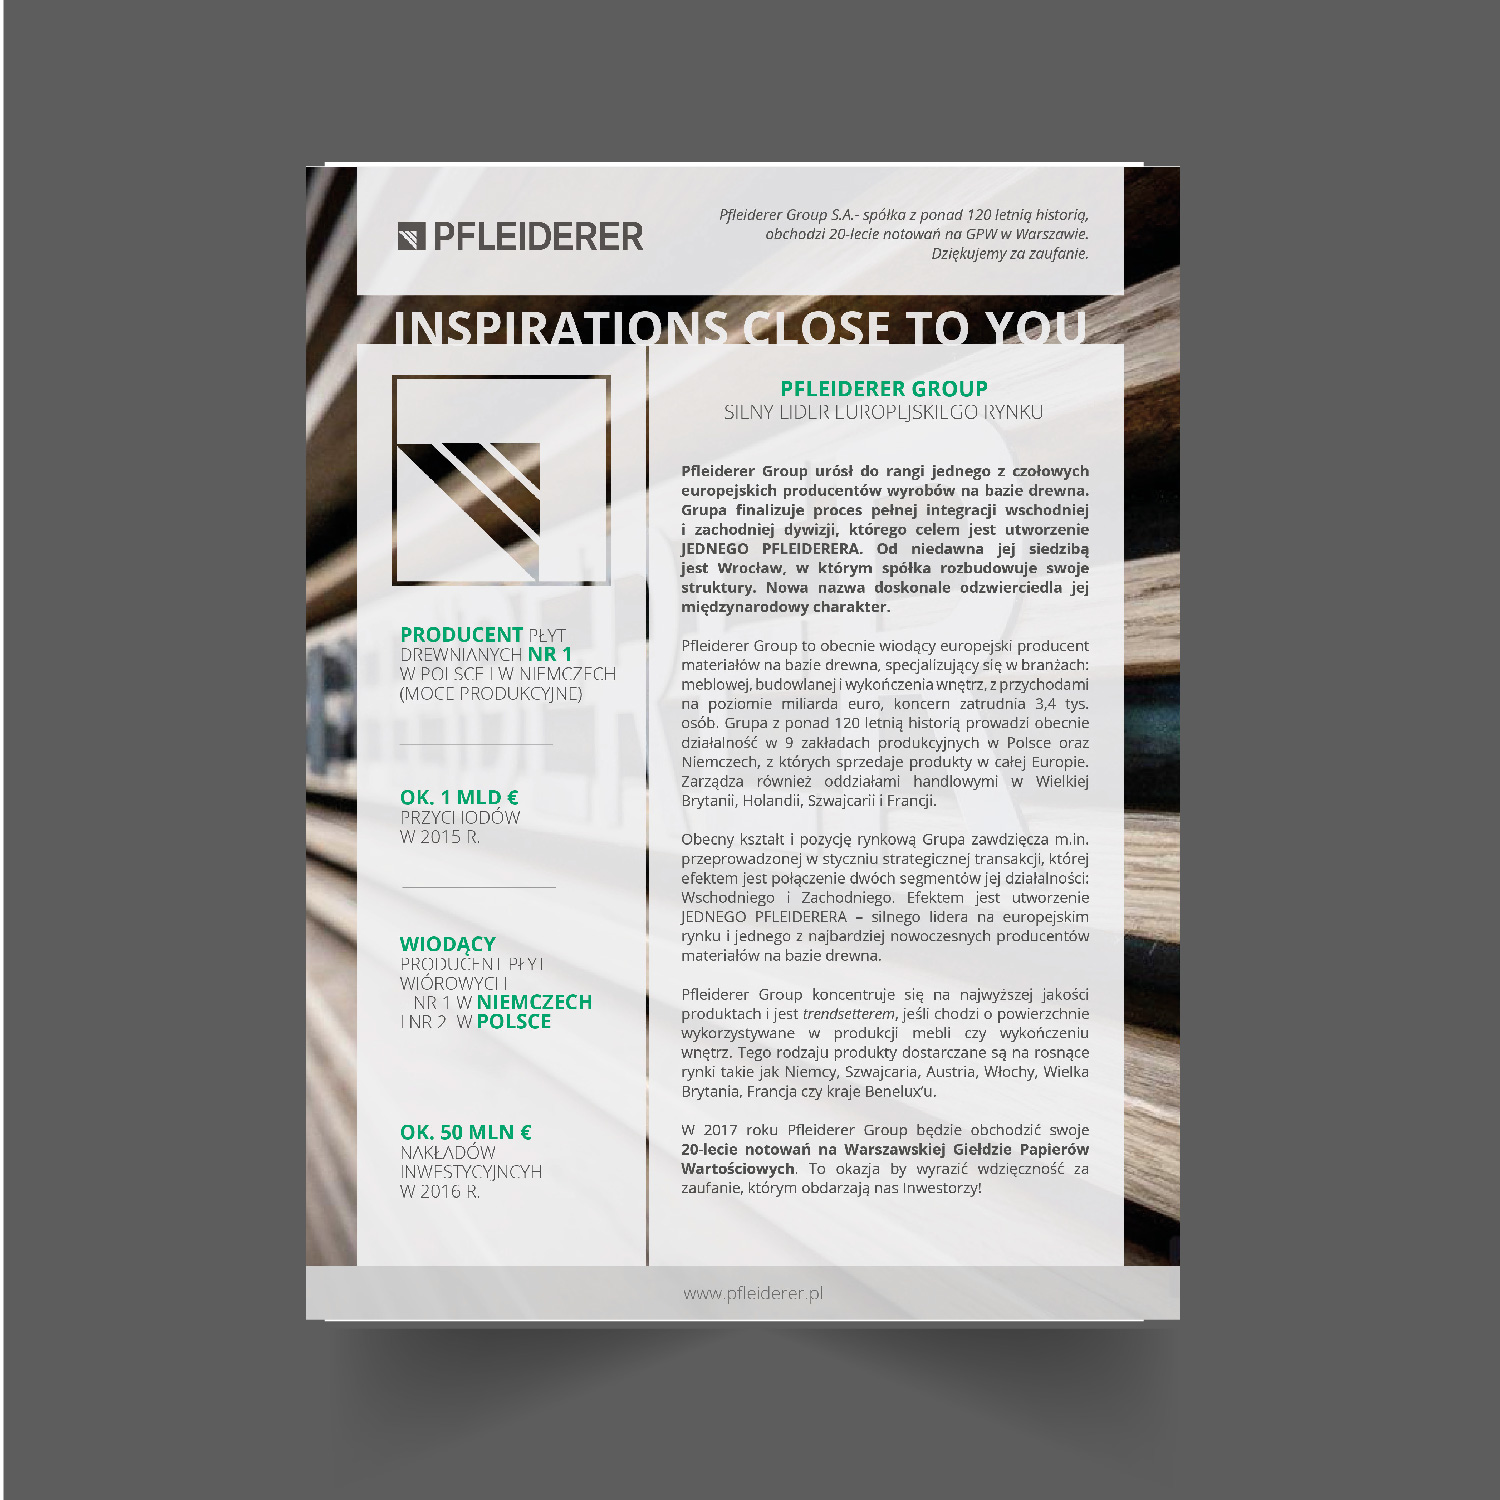 PFLEIDERER
Pfleiderer Group S.A.- spółka z ponad 120 letnią historią,
obchodzi 20-lecie notowań na GPW w Warszawie.
Dziękujemy za zaufanie.
INSPIRATIONS CLOSE TO YOU
PRODUCENT PŁYT
DREWNIANYCH NR 1
W POLSCE I W NIEMCZECH
(MOCE PRODUKCYJNE)
OK. 1 MLD €
PRZYCHODÓW
W 2015 R.
WIODĄCY
PRODUCENT PŁYT
WIÓROWYCH
NR 1 W NIEMCZECH
I NR 2 W POLSCE
OK. 50 MLN €
NAKŁADÓW
INWESTYCYJNCYH
W 2016 R.
PFLEIDERER GROUP
SILNY LIDER EUROPEJSKIEGO RYNKU
Pfleiderer Group urósł do rangi jednego z czołowych
europejskich producentów wyrobów na bazie drewna.
Grupa finalizuje proces pełnej integracji wschodniej
i zachodniej dywizji, którego celem jest utworzenie
JEDNEGO PFLEIDERERA. Od niedawna jej siedzibą
jest Wrocław, w którym spółka rozbudowuje swoje
struktury. Nowa nazwa doskonale odzwierciedla jej
międzynarodowy charakter.
Pfleiderer Group to obecnie wiodący europejski producent
materiałów na bazie drewna, specjalizujący się w branżach:
meblowej, budowlanej i wykończenia wnętrz, z przychodami
na poziomie miliarda euro, koncern zatrudnia 3,4 tys.
osób. Grupa z ponad 120 letnią historią prowadzi obecnie
działalność w 9 zakładach produkcyjnych w Polsce oraz
Niemczech, z których sprzedaje produkty w całej Europie.
Zarządza również oddziałami handlowymi w Wielkiej
Brytanii, Holandii, Szwajcarii i Francji.
Obecny kształt i pozycję rynkową Grupa zawdzięcza m.in.
przeprowadzonej w styczniu strategicznej transakcji, której
efektem jest połączenie dwóch segmentów jej działalności:
Wschodniego i Zachodniego. Efektem jest utworzenie
JEDNEGO PFLEIDERERA – silnego lidera na europejskim
rynku i jednego z najbardziej nowoczesnych producentów
materiałów na bazie drewna.
Pfleiderer Group koncentruje się na najwyższej jakości
produktach i jest trendsetterem, jeśli chodzi o powierzchnie
wykorzystywane w produkcji mebli czy wykończeniu
wnętrz. Tego rodzaju produkty dostarczane są na rosnące
rynki takie jak Niemcy, Szwajcaria, Austria, Włochy, Wielka
Brytania, Francja czy kraje Benelux'u.
W 2017 roku Pfleiderer Group będzie obchodzić swoje
20-lecie notowań na Warszawskiej Giełdzie Papierów
Wartościowych. To okazja by wyrazić wdzięczność za
zaufanie, którym obdarzają nas Inwestorzy!
www.pfleiderer.pl